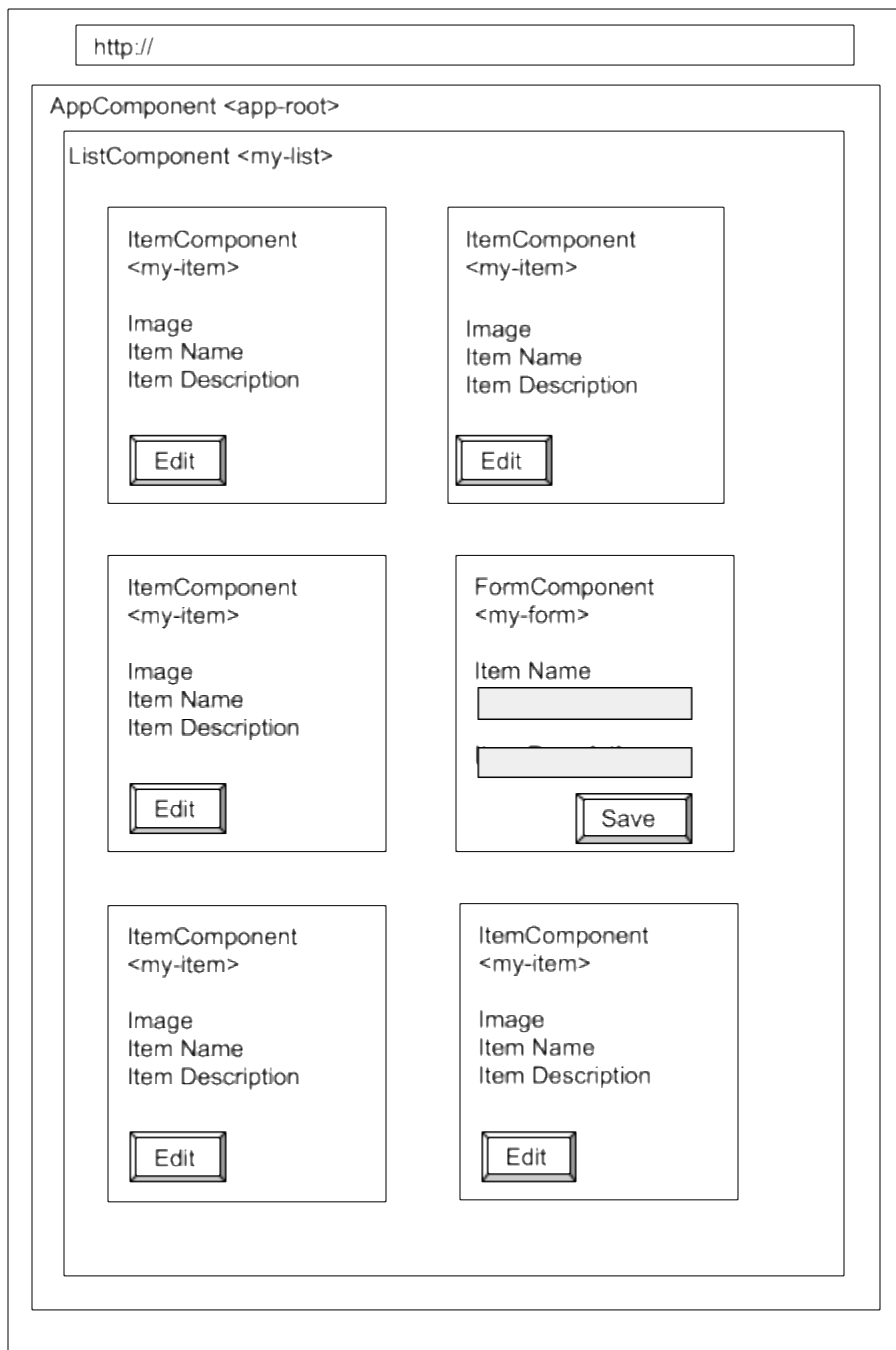 http://
AppComponent <app-root>
ListComponent <my-list>
ItemComponent
<my-item>
Image
Item Name
Item Description
Edit
ItemComponent
<my-item>
Image
Item Name
Item Description
Edit
ItemComponent
<my-item>
Image
Item Name
Item Description
Edit
FormComponent
<my-form>
Item Name
Save
ItemComponent
<my-item>
Image
Item Name
Item Description
Edit
ItemComponent
<my-item>
Image
Item Name
Item Description
Edit